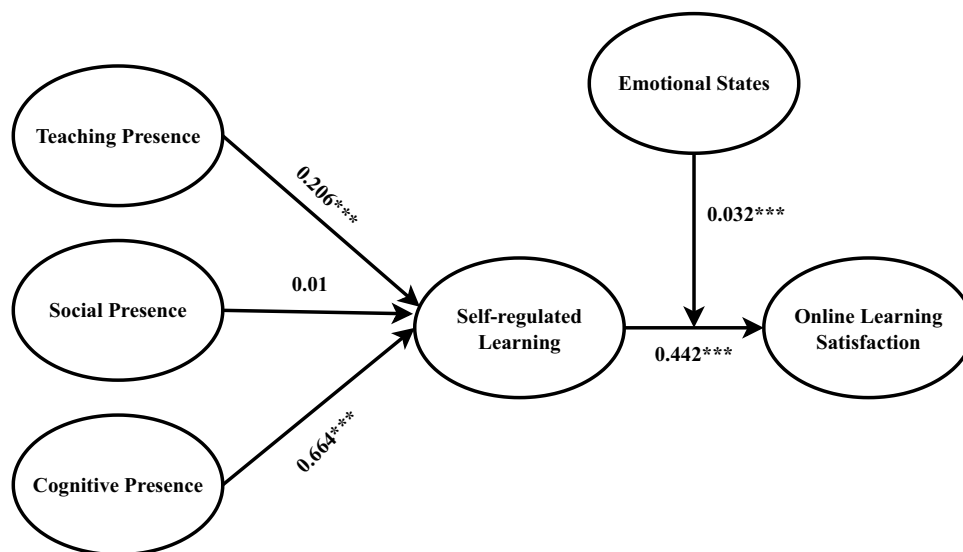 Emotional States
Teaching Presence
0.206***
0.032***
0.01
Social Presence
Self-regulated
Learning
Online Learning
Satisfaction
0.442***
0.664***
Cognitive Presence